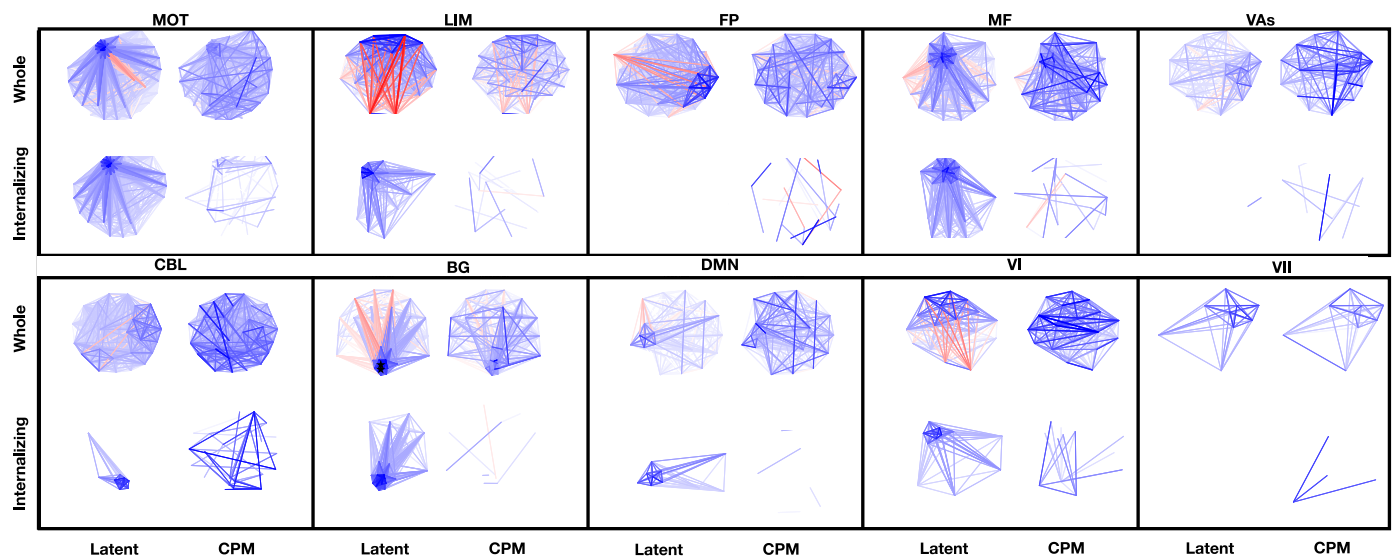 MOT LIM FP MF VAs
Whole
Internalizing
CBL BG DMN VI VII
Whole
Internalizing
Latent CPM Latent CPM Latent CPM Latent CPM Latent CPM